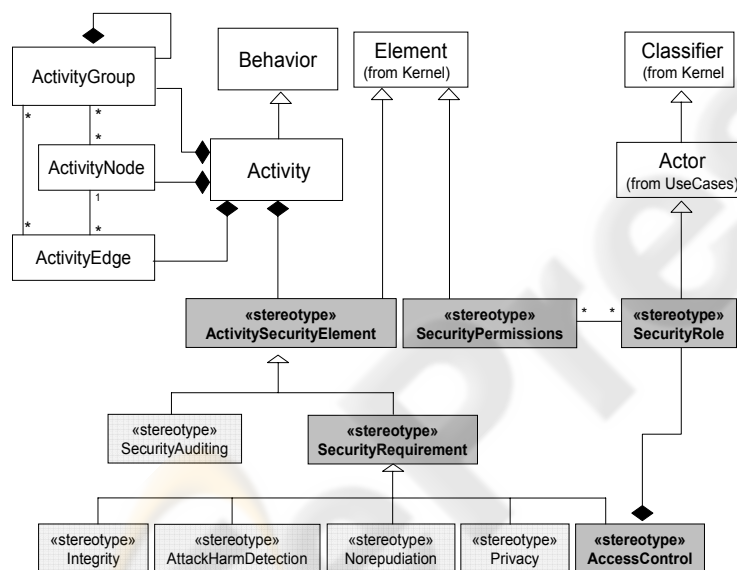 Behavior
Element
(from Kernel)
Classifier
(from Kernel
ActivityGroup
*
*
*
ActivityNode
Activity
Actor
(from UseCases)
1
*
*
ActivityEdge
«stereotype»
ActivitySecurityElement
«stereotype»
SecurityPermissions
*
*
«stereotype»
SecurityRole
«stereotype»
SecurityAuditing
«stereotype»
SecurityRequirement
«stereotype»
Integrity
«stereotype»
AttackHarmDetection
«stereotype»
Norepudiation
«stereotype»
Privacy
«stereotype»
AccessControl